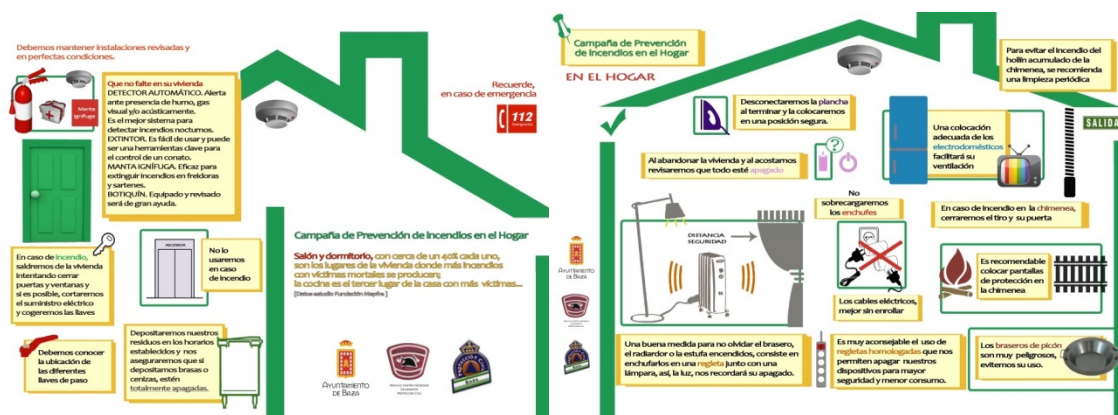 Debemos mantener instalaciones revisadas y
en perfectas condiciones.
Manta
Ignífuga
Que no falte en su vivienda
DETECTOR AUTOMÁTICO. Alerta
ante presencia de humo, gas
visual y/o acústicamente.
Es el mejor sistema para
detectar incendios nocturnos.
EXTINTOR. Es fácil de usar y puede
ser una herramientas clave para
el control de un conato.
MANTA IGNÍFUGA. Eficaz para
extinguir incendios en freidoras
y sartenes.
BOTIQUÍN. Equipado y revisado
será de gran ayuda.
Recuerde,
en caso de emergencia
112
Emergencias
En caso de incendio,
saldremos de la vivienda
intentando cerrar
puertas y ventanas y
si es posible, cortaremos
el suministro eléctrico
y cogeremos las llaves
ASCENSOR
No lo
usaremos
en caso
de incendio
Debemos conocer
la ubicación de
las diferentes
llaves de paso
Depositaremos nuestros
residuos en los horarios
establecidos y nos
aseguraremos que si
depositamos brasas o
cenizas, estén
totalmente apagadas.
Campaña de Prevención de Incendios en el Hogar
Salón y dormitorio, con cerca de un 40% cada uno,
son los lugares de la vivienda donde más incendios
con víctimas mortales se producen;
la cocina es el tercer lugar de la casa con más víctimas...
[Datos estudio Fundación Mapfre]
AYUNTAMIENTO
DE BAZA
Campaña de Prevención
de Incendios en el Hogar
EN EL HOGAR
Para evitar el incendio del
hollín acumulado de la
chimenea, se recomienda
una limpieza periódica
Desconectaremos la plancha
al terminar y la colocaremos
en una posición segura.
SALIDA
Una colocación
adecuada de los
electrodomésticos
facilitará su
ventilación
Al abandonar la vivienda y al acostarnos
revisaremos que todo esté apagado
?
No
sobrecargaremos
los enchufes
En caso de incendio en la chimenea,
cerraremos el tiro y su puerta
DISTANCIA
SEGURIDAD
AYUNTAMIENTO
DE BAZA
Los cables eléctricos,
mejor sin enrollar
Es recomendable
colocar pantallas
de protección en
la chimenea
Una buena medida para no olvidar el brasero,
el radiardor o la estufa encendidos, consiste en
enchufarlos en una regleta junto con una
lámpara, así, la luz, nos recordará su apagado.
Es muy aconsejable el uso de
regletas homologadas que nos
permiten apagar nuestros
dispositivos para mayor
seguridad y menor consumo.
Los braseros de picón
son muy peligrosos,
evitemos su uso.